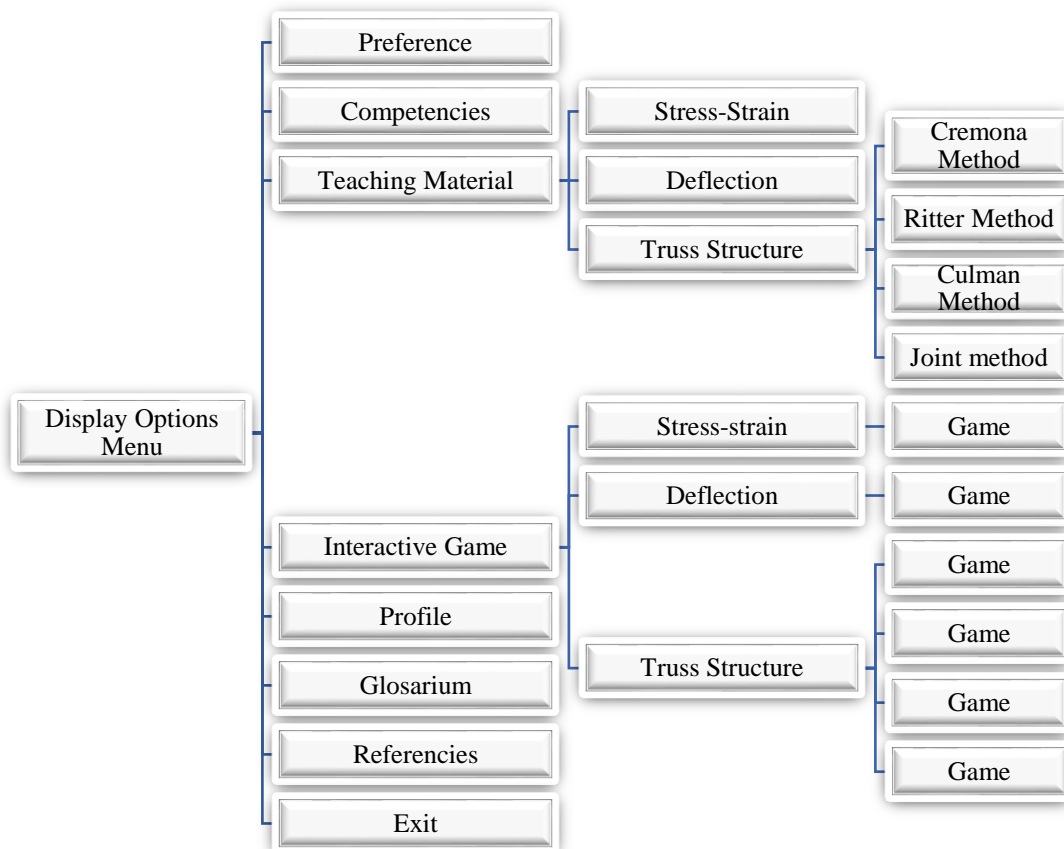 Display Options
Menu
Preference
Competencies
Teaching Material
Stress-Strain
Deflection
Truss Structure
Cremona
Method
Ritter Method
Culman
Method
Joint method
Interactive Game
Stress-strain
Game
Deflection
Game
Truss Structure
Game
Game
Game
Game
Profile
Glosarium
Referencies
Exit